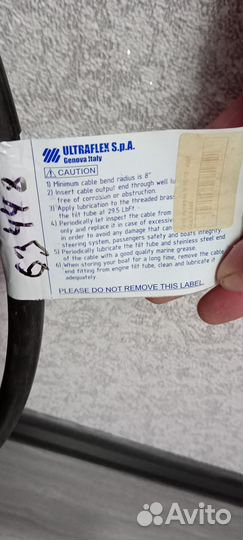 ULTRAFLEX S.p.A.
Genova Italy
CAUTION
1) Minimum cable bend radius is 8"
2) Insert cable output end through well lu
free of corrosion or obstruction.
3) Apply lubrication to the threaded brass
the tilt tube at 29.5 LbFt
4) Periodically let inspect the cable from
only and replace it in case of excessiv
in order to avoid any damage that can
steering system, passengers safety and boats integrity.
5) Periodically lubricate the tilt tube and stainless steel end
of the cable with a good quality marine grease.
6) When storing your boat for a long time, remove the cable
end fitting from engine tilt tube, clean and lubricate it
adequately.
PLEASE DO NOT REMOVE THIS LABEL
Avito